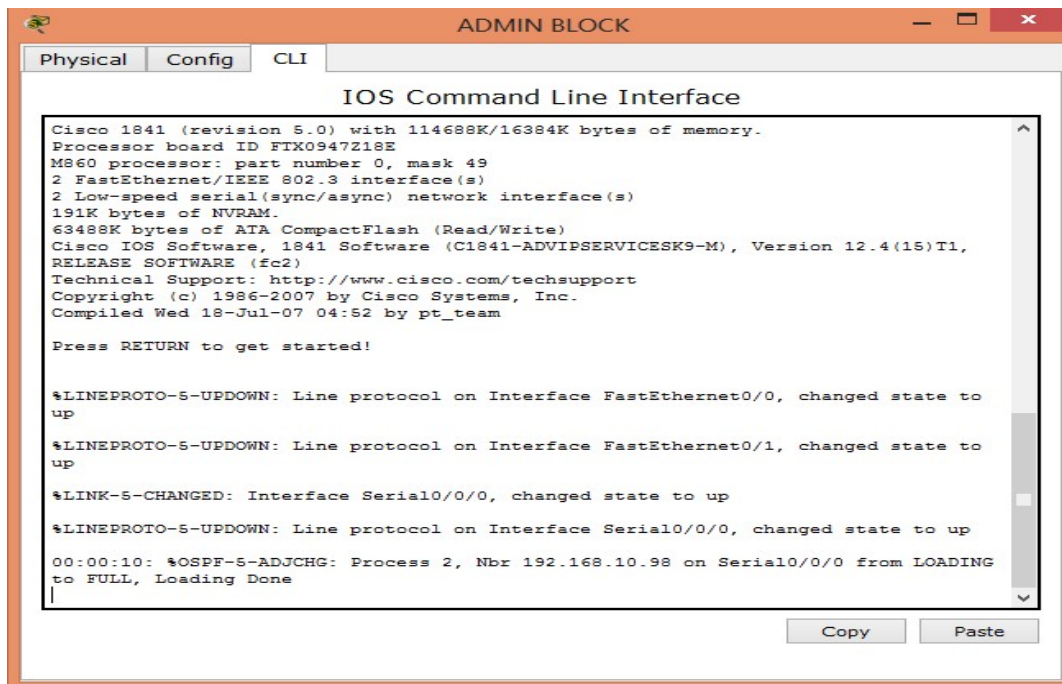 ADMIN BLOCK
Physical Config CLI
IOS Command Line Interface
Cisco 1841 (revision 5.0) with 114688K/16384K bytes of memory.
Processor board ID FTX0947Z18E
M860 processor: part number 0, mask 49
2 FastEthernet/IEEE 802.3 interface(s)
2 Low-speed serial(sync/async) network interface(s)
191K bytes of NVRAM.
63488K bytes of ATA CompactFlash (Read/Write)
Cisco IOS Software, 1841 Software (C1841-ADVIPSERVICESK9-M), Version 12.4(15)T1,
RELEASE SOFTWARE (fc2)
Technical Support: http://www.cisco.com/techsupport
Copyright (c) 1986-2007 by Cisco Systems, Inc.
Compiled Wed 18-Jul-07 04:52 by pt_team
Press RETURN to get started!
%LINEPROTO-5-UPDOWN: Line protocol on Interface FastEthernet0/0, changed state to
up
%LINEPROTO-5-UPDOWN: Line protocol on Interface FastEthernet0/1, changed state to
up
%LINK-5-CHANGED: Interface Serial0/0/0, changed state to up
%LINEPROTO-5-UPDOWN: Line protocol on Interface Serial0/0/0, changed state to up
00:00:10: %OSPF-5-ADJCHG: Process 2, Nbr 192.168.10.98 on Serial0/0/0 from LOADING
to FULL, Loading Done
Copy Paste